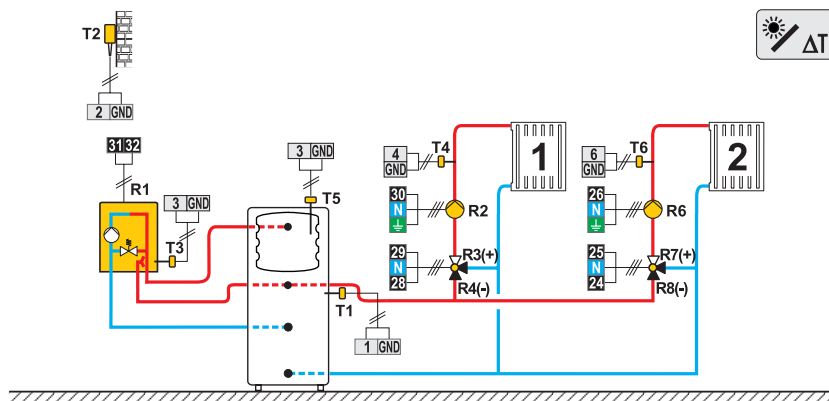 T2
ΔT
2 GND
31 32
R1
3 GND
T3
3 GND
T5
T1
1 GND
4
GND
T4
30
N
R2
29
N
28
R3(+)
R4(-)
1
6
GND
T6
26
N
R6
25
N
24
R7(+)
R8(-)
2